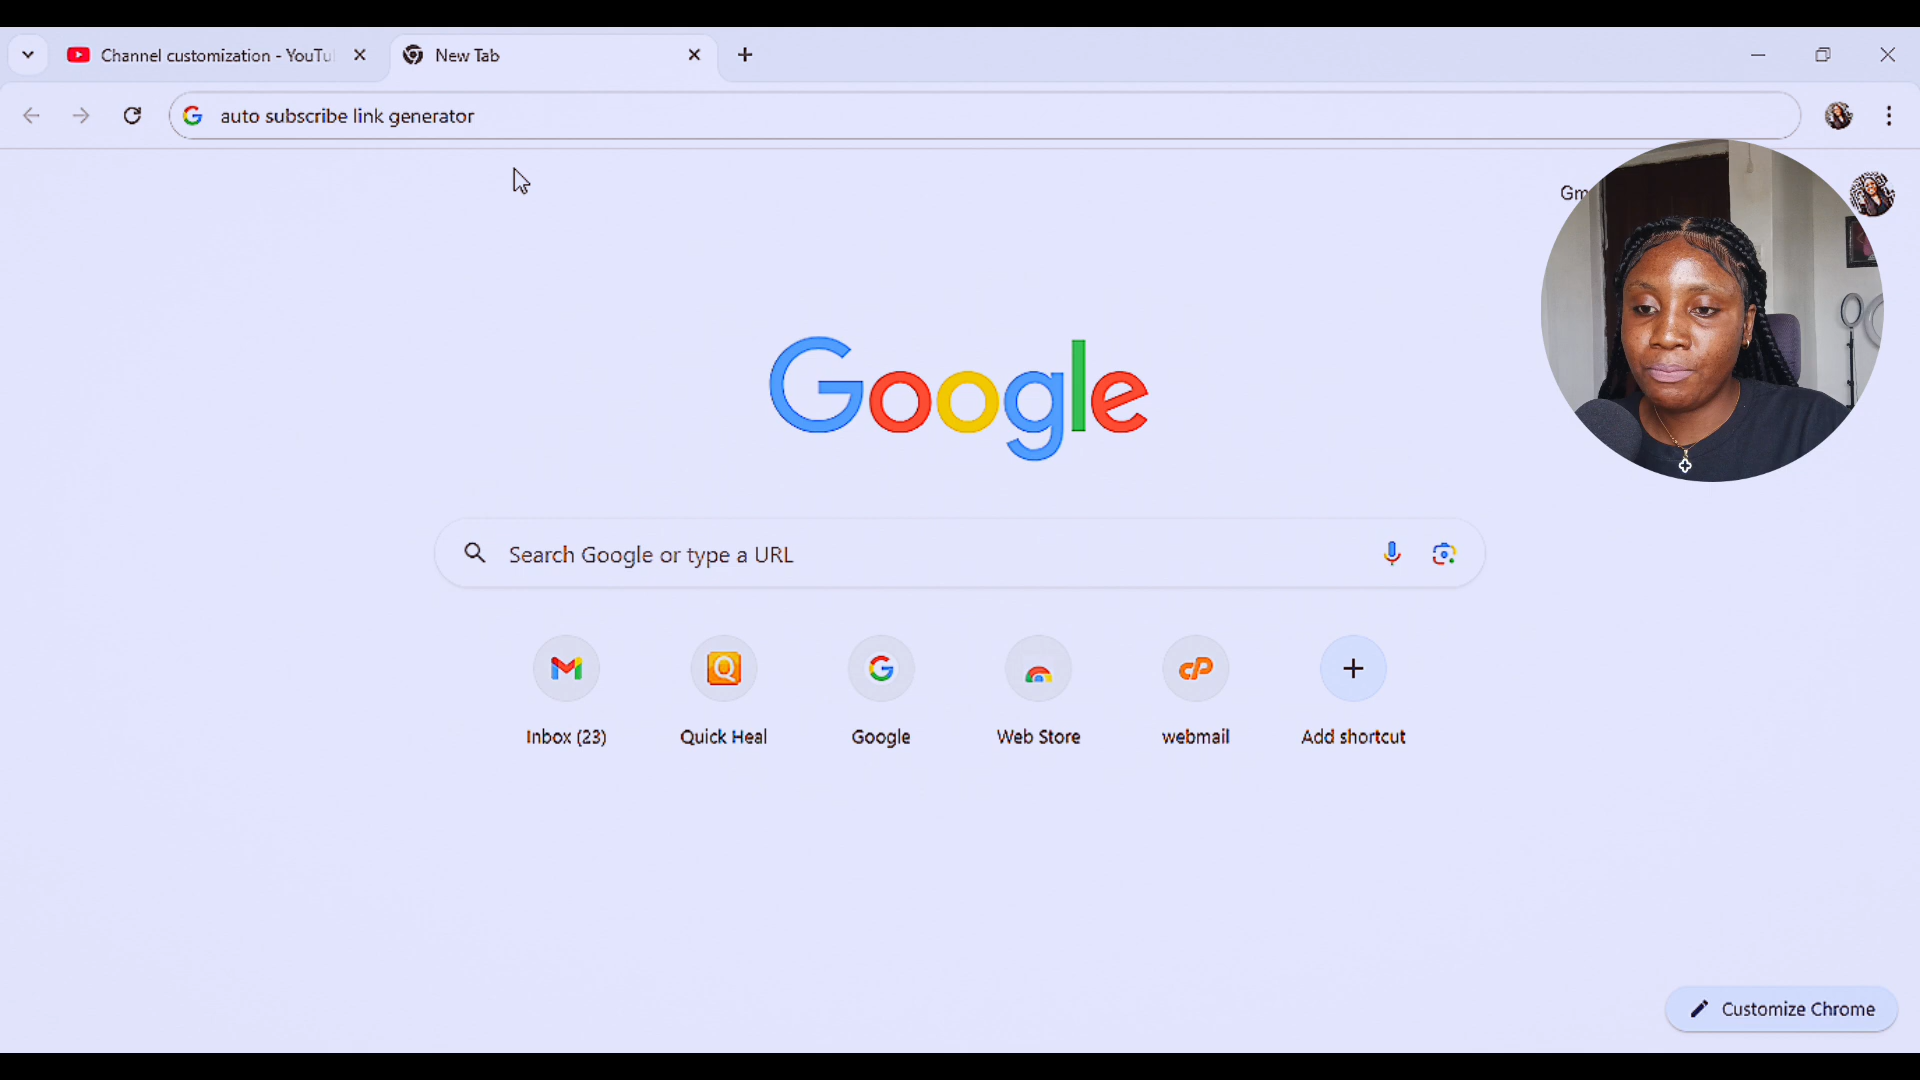 Channel customization - YouTu
New Tab
auto subscribe link generator
Gm
Google
Search Google or type a URL
Inbox (23)
Quick Heal
Google
Web Store
webmail
Add shortcut
Customize Chrome